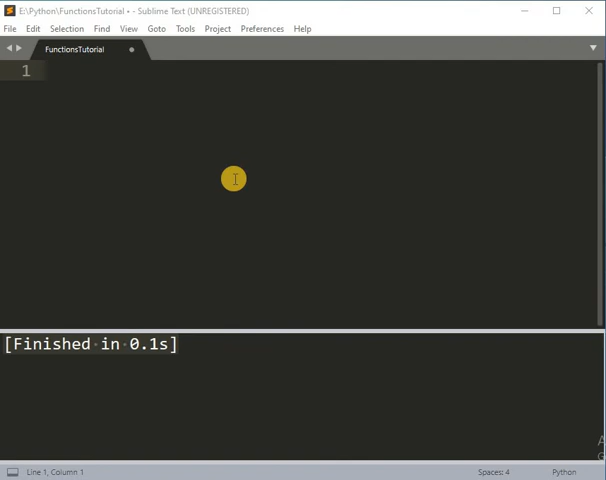 E:\Python\FunctionsTutorial • - Sublime Text (UNREGISTERED)
File Edit Selection Find View Goto Tools Project Preferences Help
FunctionsTutorial
1
[Finished in 0.1s]
Line 1, Column 1 Spaces: 4 Python